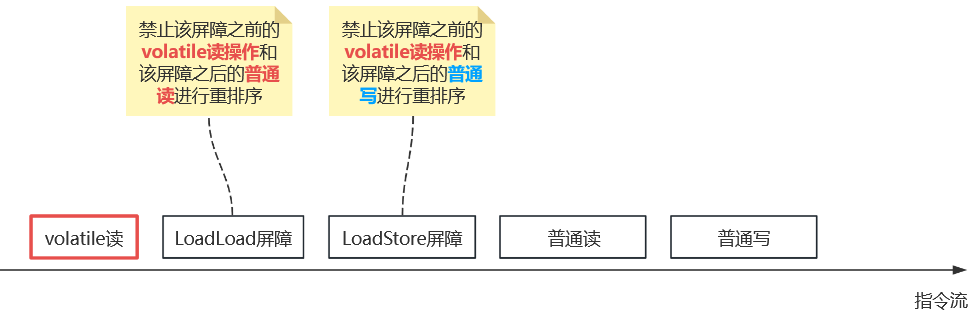 禁止该屏障之前的
volatile读操作和
该屏障之后的普通
读进行重排序
禁止该屏障之前的
volatile读操作和
该屏障之后的普通
写进行重排序
volatile读
LoadLoad屏障
LoadStore屏障
普通读
普通写
指令流